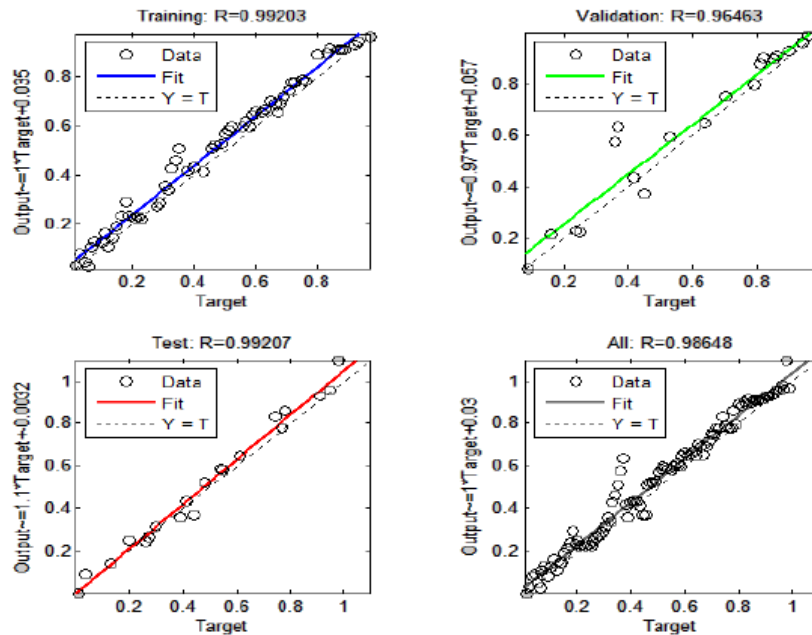 Training: R=0.99203
Output~=1*Target+0.035
Data
Fit
Y = T
0.8
0.6
0.4
0.2
0.2 0.4 0.6 0.8
Target
Validation: R=0.96463
Output~=0.97*Target+0.057
Data
Fit
Y = T
0.8
0.6
0.4
0.2
0.2 0.4 0.6 0.8
Target
Test: R=0.99207
Output~=1.1*Target+-0.0032
Data
Fit
Y = T
1
0.8
0.6
0.4
0.2
0.2 0.4 0.6 0.8 1
Target
All: R=0.98648
Output~=1*Target+0.03
Data
Fit
Y = T
1
0.8
0.6
0.4
0.2
0.2 0.4 0.6 0.8 1
Target